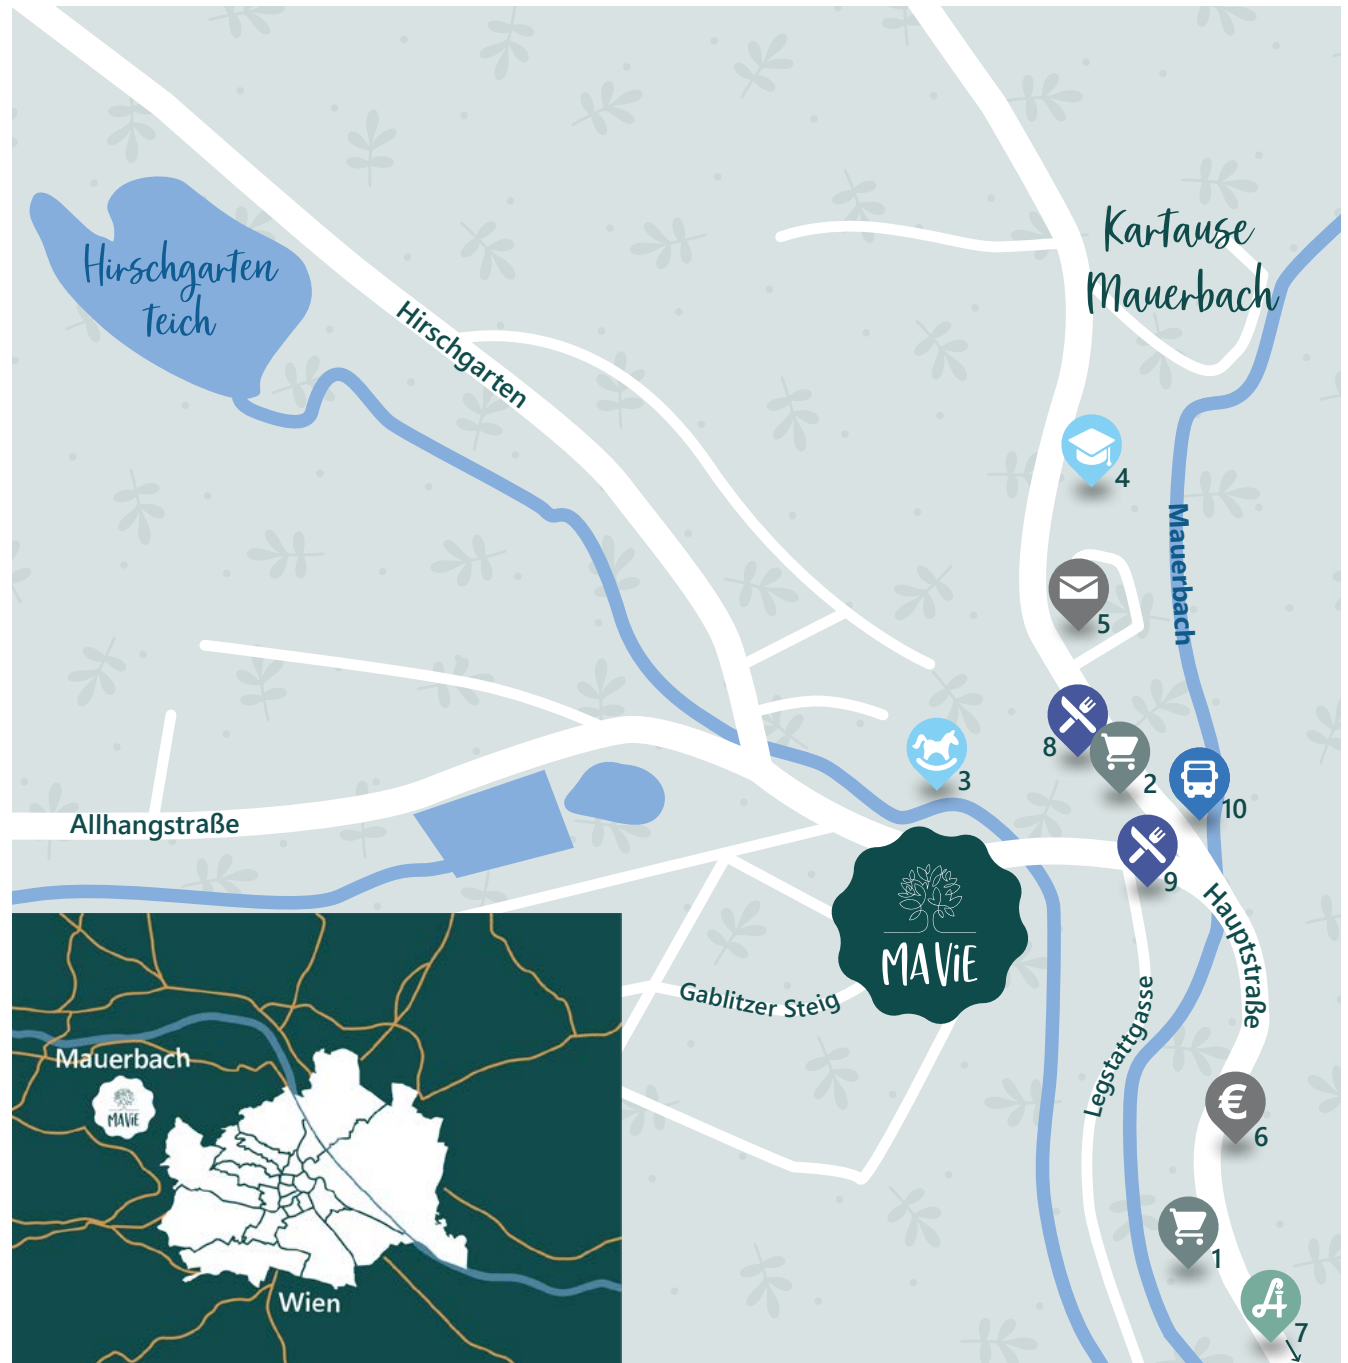 Kartause
Mauerbach
Hirschgarten
teich
Hirschgarten
4
Mauerbach
5
8
2
3
10
Allhangstraße
9
Hauptstraße
MAViE
Gablitzer Steig
Legstattgasse
Mauerbach
MAViE
€
6
1
Wien
7